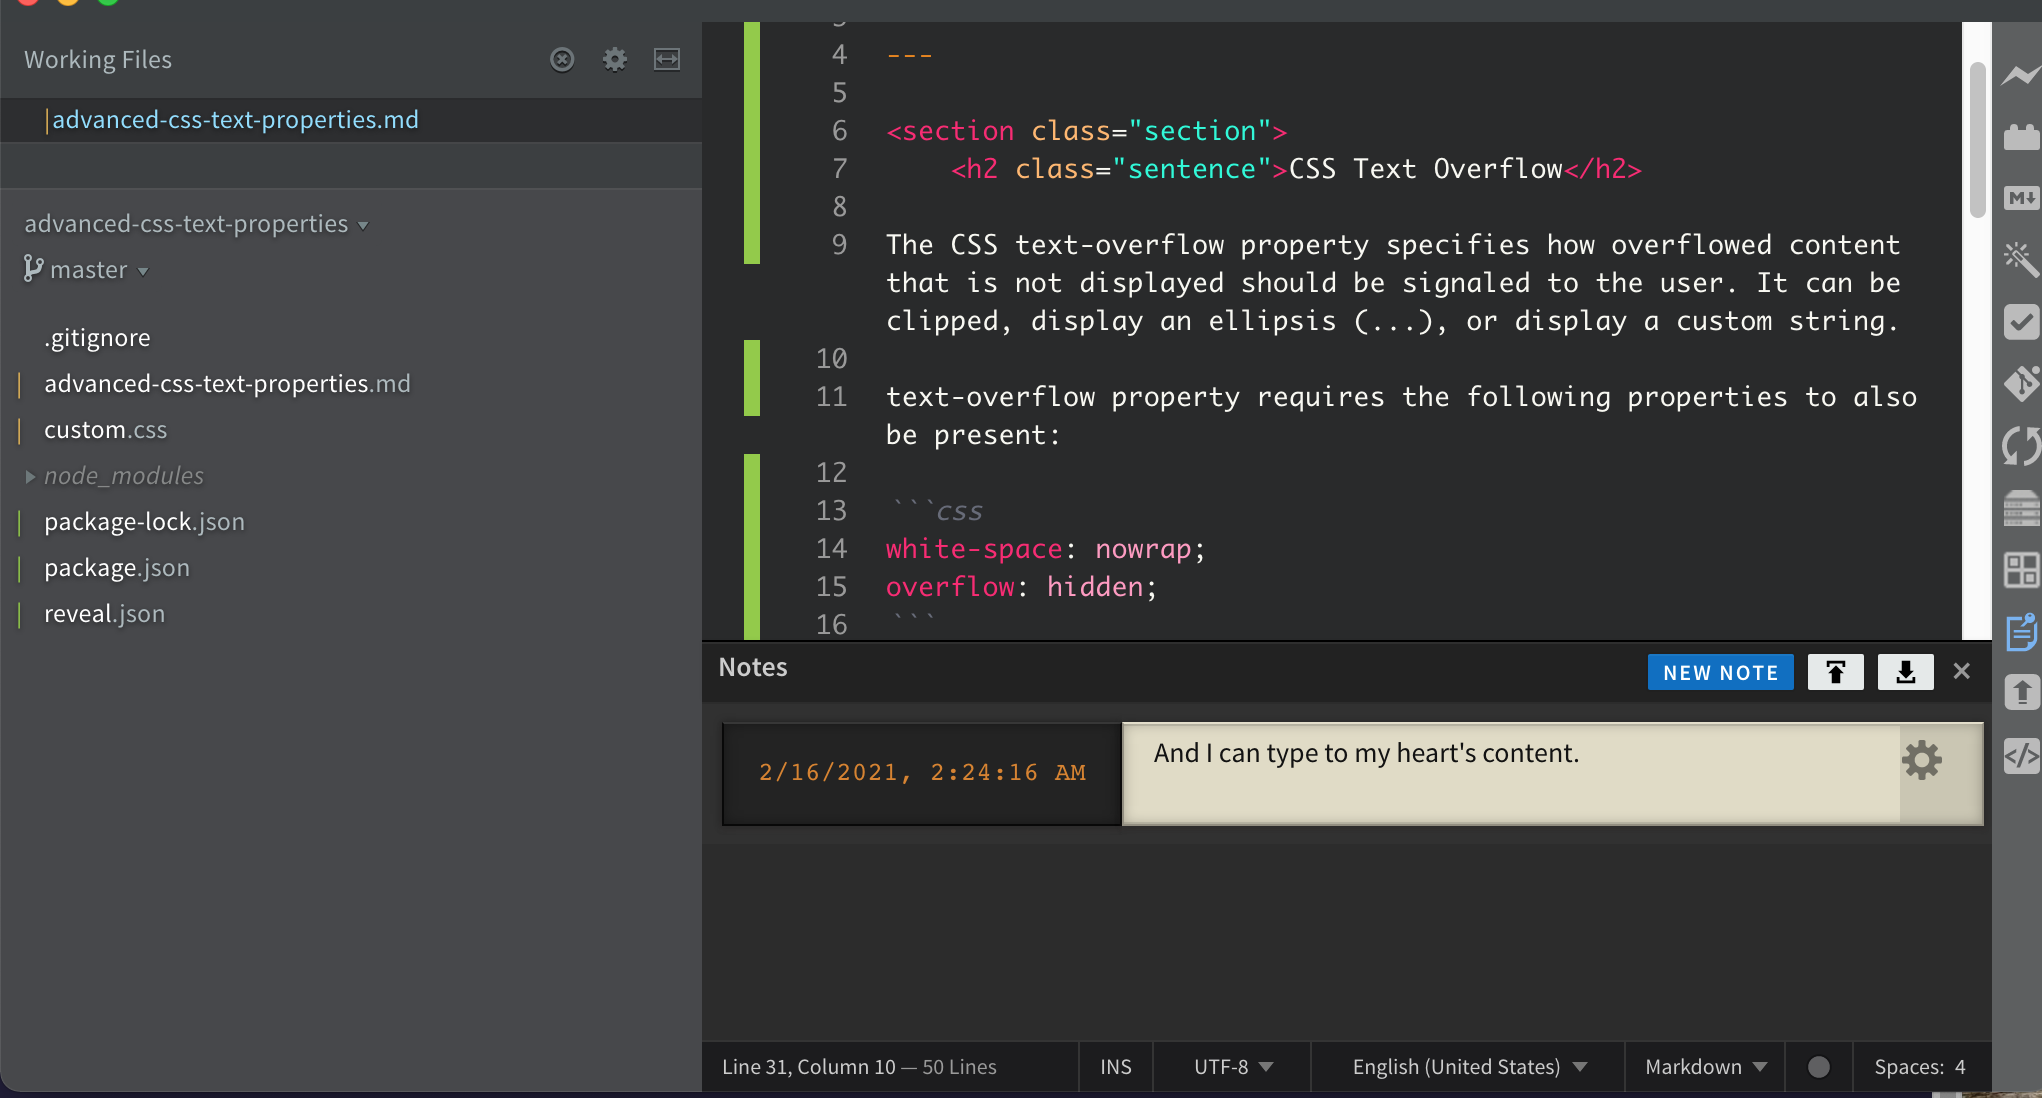 Working Files
advanced-css-text-properties.md
advanced-css-text-properties
master
.gitignore
advanced-css-text-properties.md
custom.css
node_modules
package-lock.json
package.json
reveal.json
4 ---
5
6 <section class="section">
7 <h2 class="sentence">CSS Text Overflow</h2>
8
9 The CSS text-overflow property specifies how overflowed content
that is not displayed should be signaled to the user. It can be
clipped, display an ellipsis (...), or display a custom string.
10
11 text-overflow property requires the following properties to also
be present:
12
13 ```css
14 white-space: nowrap;
15 overflow: hidden;
16 ```
Notes
NEW NOTE
2/16/2021, 2:24:16 AM
And I can type to my heart's content.
Line 31, Column 10 — 50 Lines
INS
UTF-8
English (United States)
Markdown
Spaces: 4
M